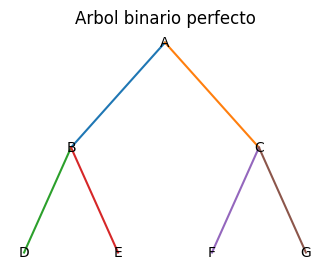 Arbol binario perfecto
A
B C
D E F G